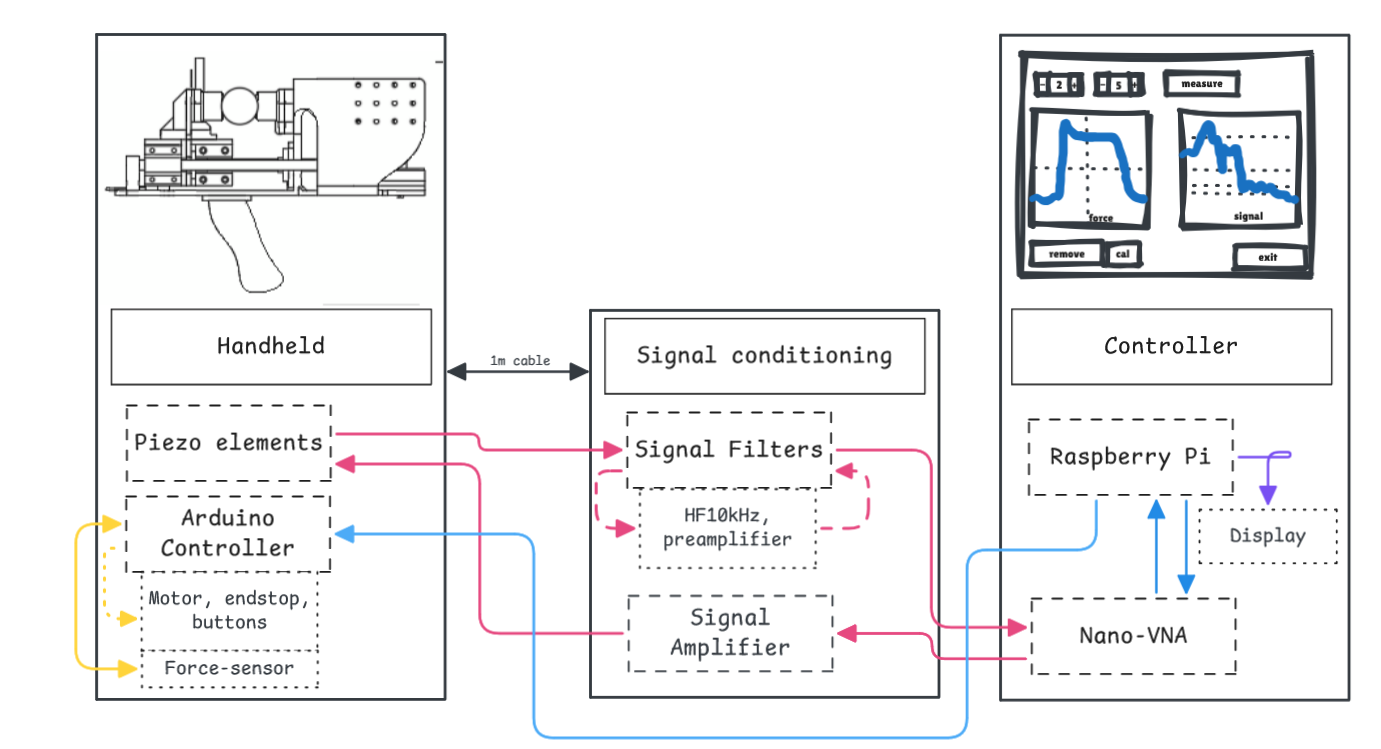 - 2 +
- 5 +
measure
force
signal
remove
cal
exit
Handheld
1m cable
Signal conditioning
Controller
Piezo elements
Arduino
Controller
Motor, endstop,
buttons
Force-sensor
Signal Filters
HF10kHz,
preamplifier
Signal
Amplifier
Raspberry Pi
Display
Nano-VNA